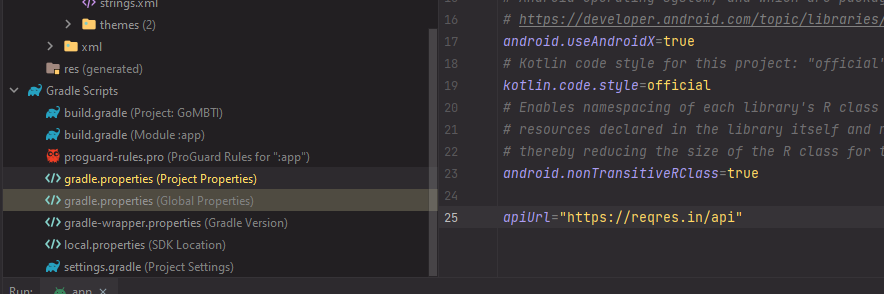 strings.xml
themes (2)
xml
res (generated)
Gradle Scripts
build.gradle (Project: GoMBTI)
build.gradle (Module :app)
proguard-rules.pro (ProGuard Rules for ":app")
gradle.properties (Project Properties)
gradle.properties (Global Properties)
gradle-wrapper.properties (Gradle Version)
local.properties (SDK Location)
settings.gradle (Project Settings)
Run: app
16 # https://developer.android.com/topic/libraries/
17 android.useAndroidX=true
18 # Kotlin code style for this project: "official"
19 kotlin.code.style=official
20 # Enables namespacing of each library's R class
21 # resources declared in the library itself and
22 # thereby reducing the size of the R class for
23 android.nonTransitiveRClass=true
24
25 apiUrl="https://reqres.in/api"